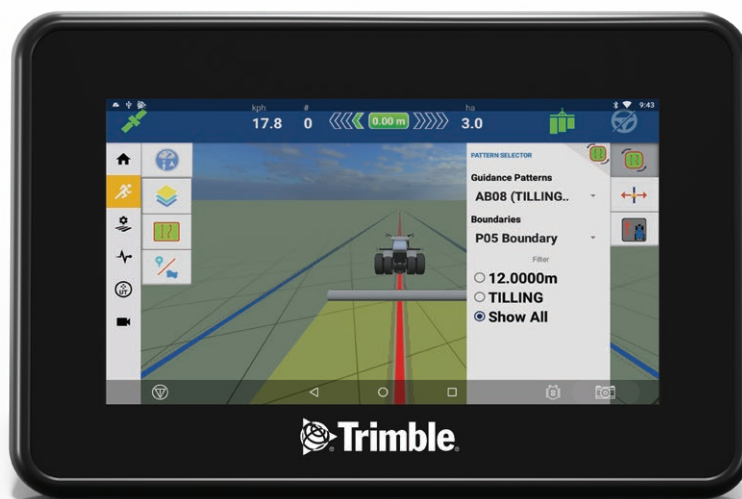 9:43
kph
#
ha
17.8
0
0.00 m
3.0
PATTERN SELECTOR
Guidance Patterns
AB08 (TILLING..
Boundaries
P05 Boundary
Filter
12.0000m
TILLING
Show All
UT
Trimble